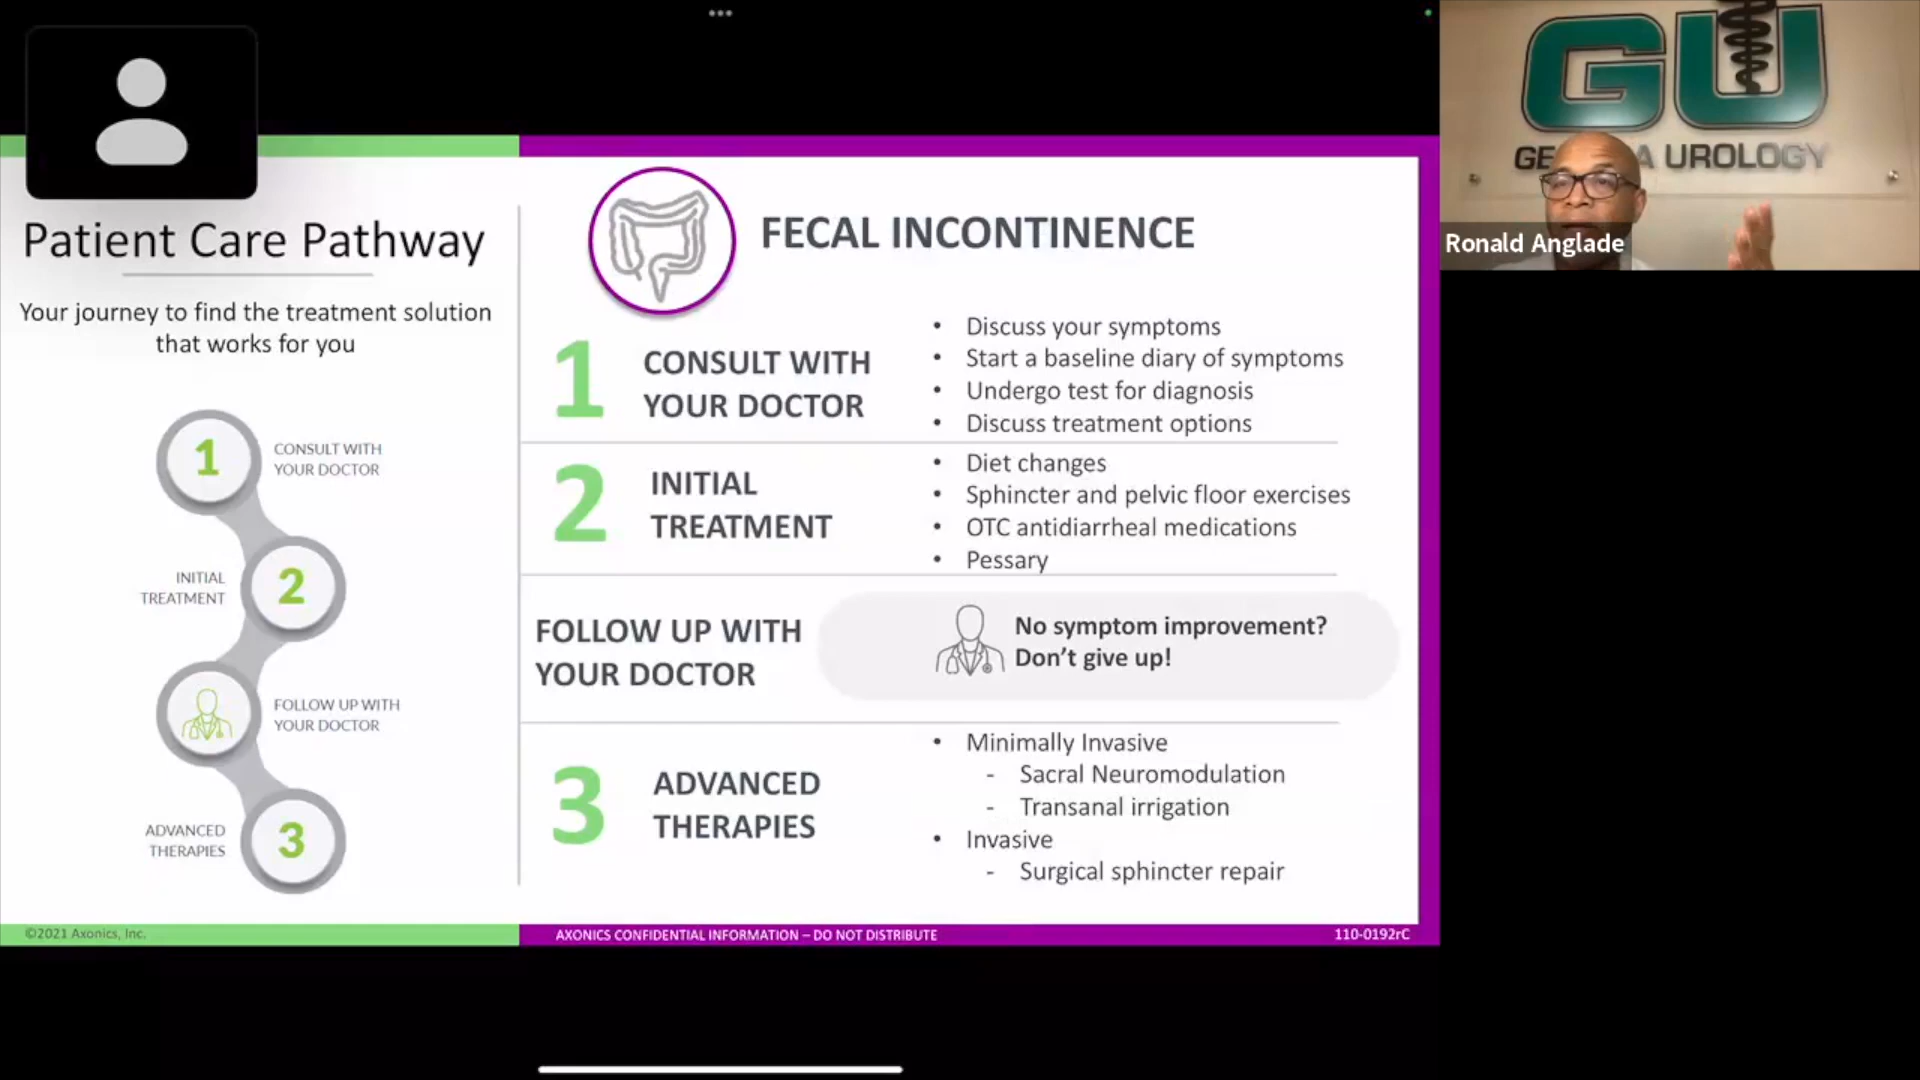 Patient Care Pathway
Your journey to find the treatment solution
that works for you
1
CONSULT WITH
YOUR DOCTOR
INITIAL
TREATMENT
2
FOLLOW UP WITH
YOUR DOCTOR
ADVANCED
THERAPIES
3
©2021 Axonics, Inc.
FECAL INCONTINENCE
1
CONSULT WITH
YOUR DOCTOR
• Discuss your symptoms
• Start a baseline diary of symptoms
• Undergo test for diagnosis
• Discuss treatment options
2
INITIAL
TREATMENT
• Diet changes
• Sphincter and pelvic floor exercises
• OTC antidiarrheal medications
• Pessary
FOLLOW UP WITH
YOUR DOCTOR
No symptom improvement?
Don't give up!
3
ADVANCED
THERAPIES
• Minimally Invasive
- Sacral Neuromodulation
- Transanal irrigation
• Invasive
- Surgical sphincter repair
AXONICS CONFIDENTIAL INFORMATION – DO NOT DISTRIBUTE
110-0192rC
GU
UROLOGY
Ronald Anglade